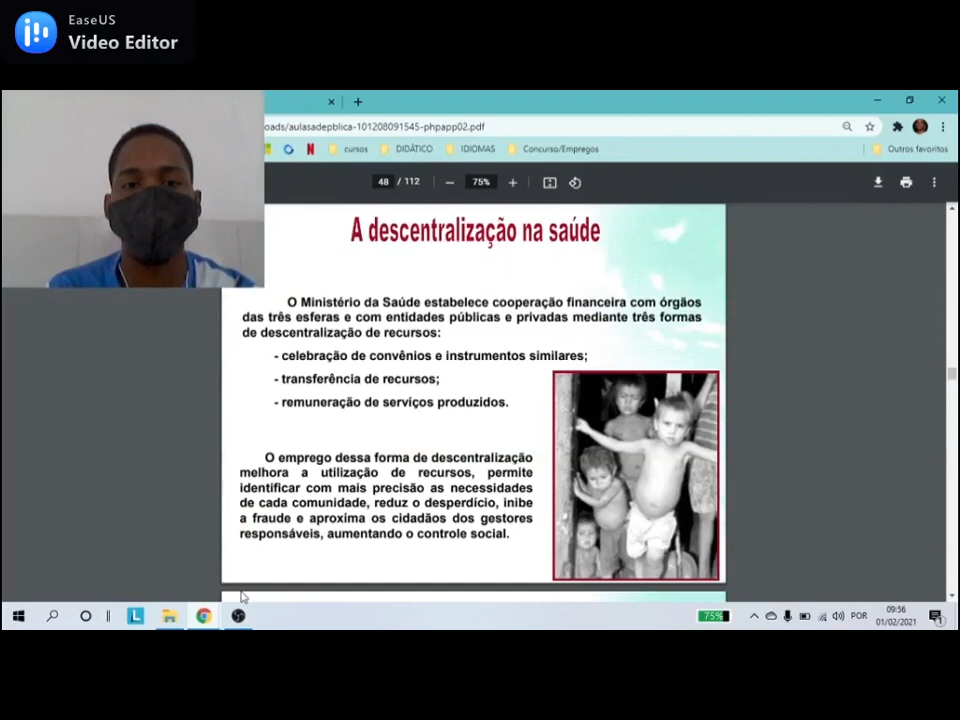 EaseUS
Video Editor
oads/aulasadepblica-101208091545-phpapp02.pdf
cursos DIDÁTICO IDIOMAS Concurso/Empregos Outros favoritos
48 / 112 75%
A descentralização na saúde
O Ministério da Saúde estabelece cooperação financeira com órgãos
das três esferas e com entidades públicas e privadas mediante três formas
de descentralização de recursos:
- celebração de convênios e instrumentos similares;
- transferência de recursos;
- remuneração de serviços produzidos.
O emprego dessa forma de descentralização
melhora a utilização de recursos, permite
identificar com mais precisão as necessidades
de cada comunidade, reduz o desperdício, inibe
a fraude e aproxima os cidadãos dos gestores
responsáveis, aumentando o controle social.
L 75% POR 09:56
01/02/2021